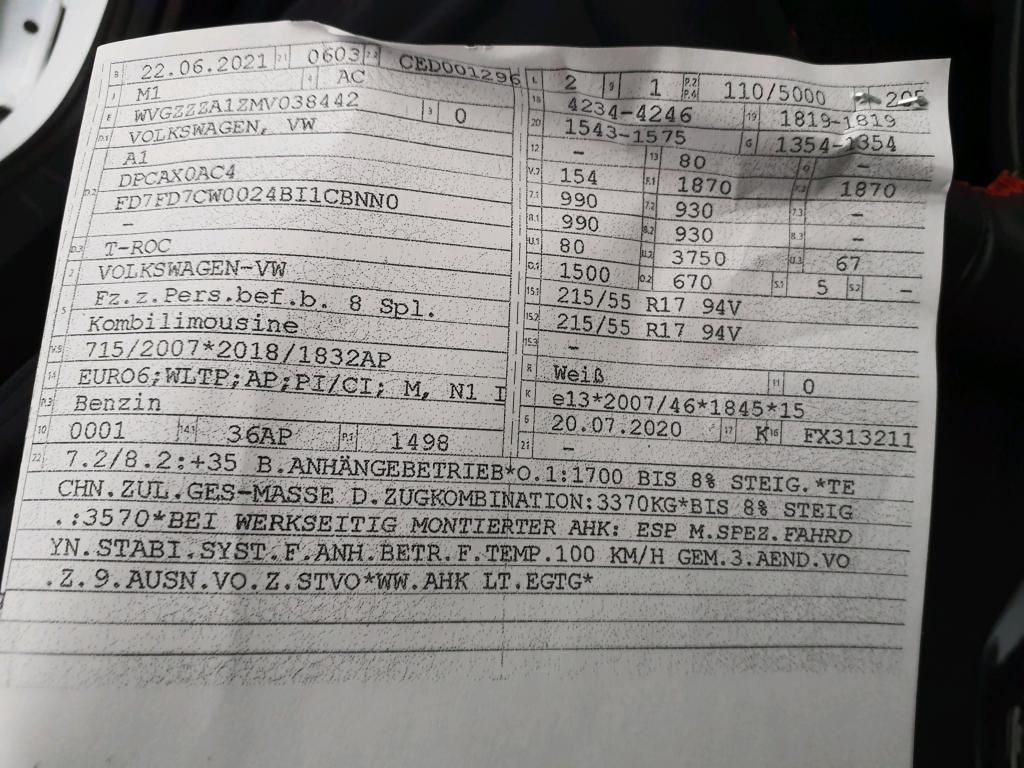 B 22.06.2021 2.1 0603 2.2 CED001296
J M1 4 AC
E WVGZZZA1ZMV038442 3 0
D.1 VOLKSWAGEN, VW
A1
D.2 DPCAX0AC4
FD7FD7CW0024BI1CBNN0
-
D.3 T-ROC
2 VOLKSWAGEN-VW
5 Fz.z.Pers.bef.b. 8 Spl.
Kombilimousine
V.9 715/2007*2018/1832AP
14 EURO6;WLTP;AP;PI/CI; M, N1 I
P.3 Benzin
10 0001 14.1 36AP P.1 1498
L 2 9 1 P.2 P.4 110/5000 205
18 4234-4246 19 1819-1819
20 1543-1575 G 1354-1354
12 - 13 80 Q -
V.7 154 F.1 1870 F.2 1870
7.1 990 7.2 930 7.3 -
8.1 990 8.2 930 8.3 -
U.1 80 U.2 3750 U.3 67
O.1 1500 O.2 670 S.1 5 S.2 -
15.1 215/55 R17 94V
15.2 215/55 R17 94V
15.3 -
R Weiß 11 0
K e13*2007/46*1845*15
6 20.07.2020 17 K 16 FX313211
21 -
22 7.2/8.2:+35 B.ANHÄNGEBETRIEB*O.1:1700 BIS 8% STEIG.*TE
CHN.ZUL.GES-MASSE D.ZUGKOMBINATION:3370KG*BIS 8% STEIG
.:3570*BEI WERKSEITIG MONTIERTER AHK: ESP M.SPEZ.FAHRD
YN.STABI.SYST.F.ANH.BETR.F.TEMP.100 KM/H GEM.3.AEND.VO
.Z.9.AUSN.VO.Z.STVO*WW.AHK LT.EGTG*